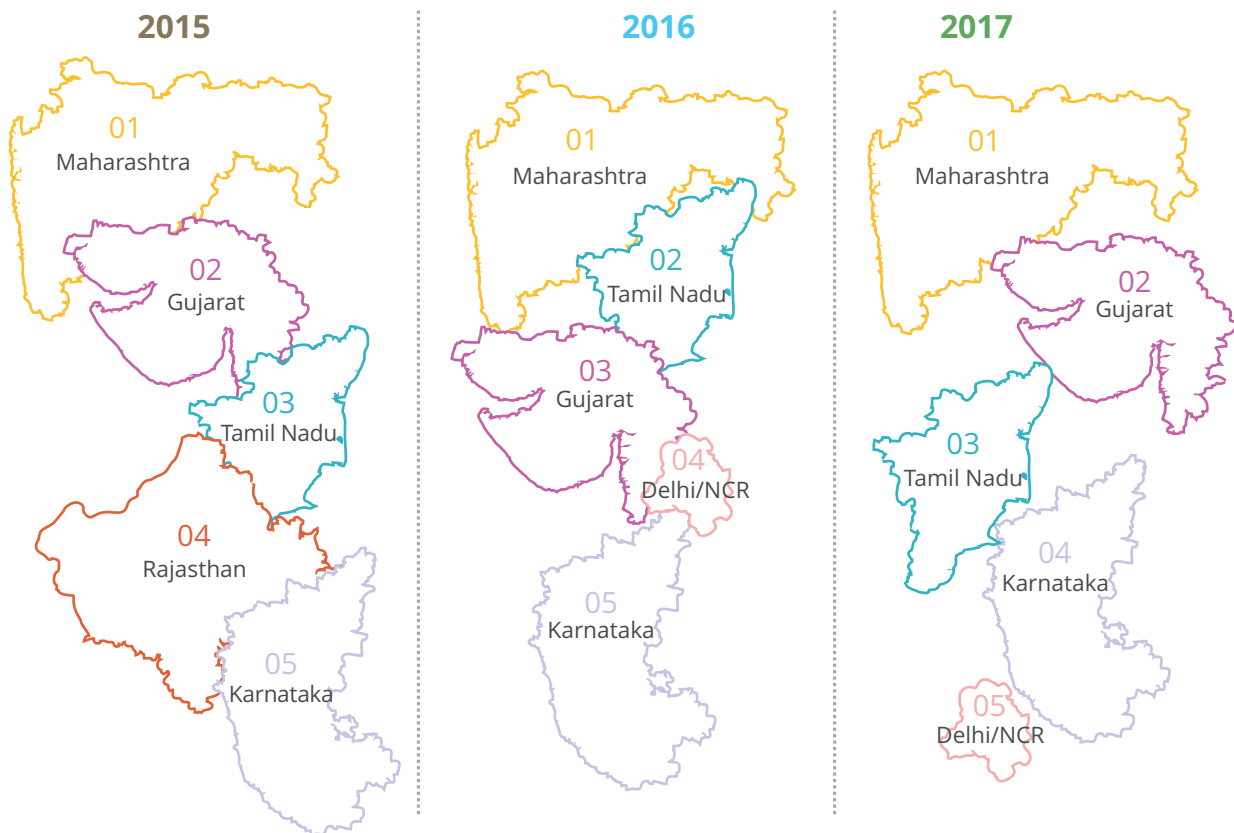 2015
01
Maharashtra
02
Gujarat
03
Tamil Nadu
04
Rajasthan
05
Karnataka
2016
01
Maharashtra
02
Tamil Nadu
03
Gujarat
04
Delhi/NCR
05
Karnataka
2017
01
Maharashtra
02
Gujarat
03
Tamil Nadu
04
Karnataka
05
Delhi/NCR